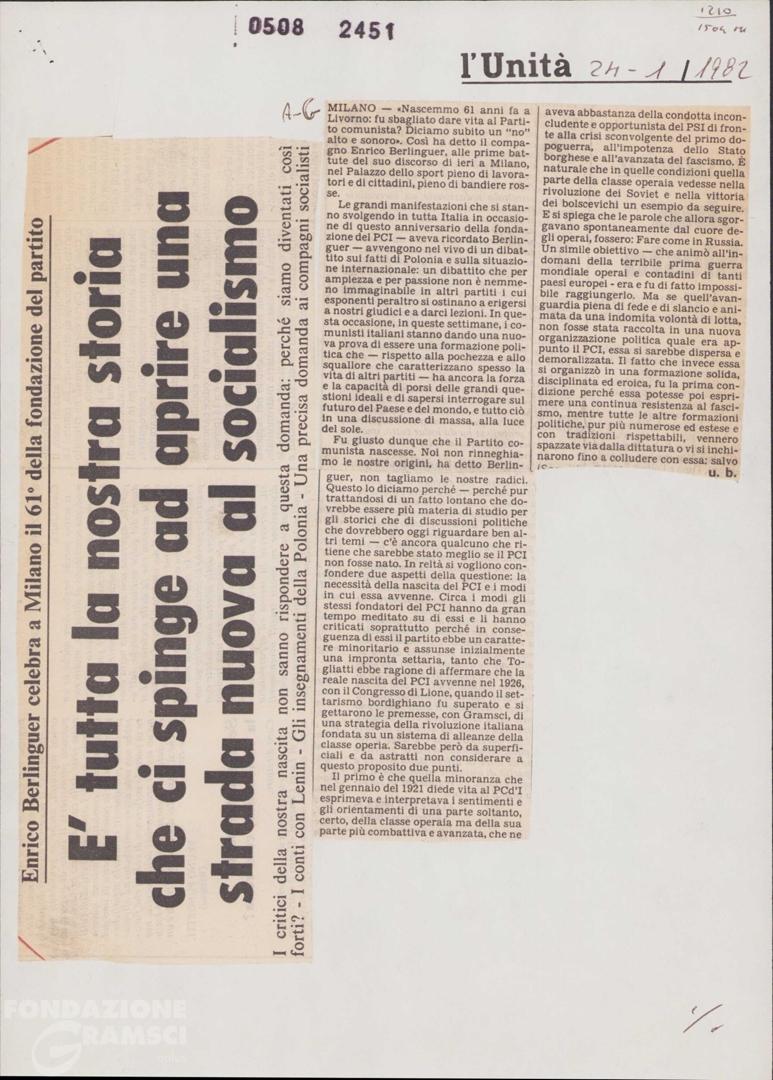 0508 2451
1210
l'Unità 24-1/1982
A-G
Enrico Berlinguer celebra a Milano il 61° della fondazione del partito
E' tutta la nostra storia
che ci spinge ad aprire una
strada nuova al socialismo
I critici della nostra nascita non sanno rispondere a questa domanda: perché siamo diventati così
forti? - I conti con Lenin - Gli insegnamenti della Polonia - Una precisa domanda ai compagni socialisti
MILANO — «Nascemmo 61 anni fa a
Livorno: fu sbagliato dare vita al Parti-
to comunista? Diciamo subito un "no"
alto e sonoro». Così ha detto il compa-
gno Enrico Berlinguer, alle prime bat-
tute del suo discorso di ieri a Milano,
nel Palazzo dello sport pieno di lavora-
tori e di cittadini, pieno di bandiere ros-
se.
Le grandi manifestazioni che si stan-
no svolgendo in tutta Italia in occasio-
ne di questo anniversario della fonda-
zione del PCI — aveva ricordato Berlin-
guer — avvengono nel vivo di un dibat-
tito sui fatti di Polonia e sulla situazio-
ne internazionale: un dibattito che per
ampiezza e per passione non è nemme-
no immaginabile in altri partiti i cui
esponenti peraltro si ostinano a erigersi
a nostri giudici e a darci lezioni. In que-
sta occasione, in queste settimane, i co-
munisti italiani stanno dando una nuo-
va prova di essere una formazione poli-
tica che — rispetto alla pochezza e allo
squallore che caratterizzano spesso la
vita di altri partiti — ha ancora la forza
e la capacità di porsi delle grandi que-
stioni ideali e di sapersi interrogare sul
futuro del Paese e del mondo, e tutto ciò
in una discussione di massa, alla luce
del sole.
Fu giusto dunque che il Partito co-
munista nascesse. Noi non rinneghia-
mo le nostre origini, ha detto Berlin-
guer, non tagliamo le nostre radici.
Questo lo diciamo perché — perché pur
trattandosi di un fatto lontano che do-
vrebbe essere più materia di studio per
gli storici che di discussioni politiche
che dovrebbero oggi riguardare ben al-
tri temi — c'è ancora qualcuno che ri-
tiene che sarebbe stato meglio se il PCI
non fosse nato. In reltà si vogliono con-
fondere due aspetti della questione: la
necessità della nascita del PCI e i modi
in cui essa avvenne. Circa i modi gli
stessi fondatori del PCI hanno da gran
tempo meditato su di essi e li hanno
criticati soprattutto perché in conse-
guenza di essi il partito ebbe un caratte-
re minoritario e assunse inizialmente
una impronta settaria, tanto che To-
gliatti ebbe ragione di affermare che la
reale nascita del PCI avvenne nel 1926,
con il Congresso di Lione, quando il set-
tarismo bordighiano fu superato e si
gettarono le premesse, con Gramsci, di
una strategia della rivoluzione italiana
fondata su un sistema di alleanze della
classe operia. Sarebbe però da superfi-
ciali e da astratti non considerare a
questo proposito due punti.
Il primo è che quella minoranza che
nel gennaio del 1921 diede vita al PCd'I
esprimeva e interpretava i sentimenti e
gli orientamenti di una parte soltanto,
certo, della classe operaia ma della sua
parte più combattiva e avanzata, che ne
aveva abbastanza della condotta incon-
cludente e opportunista del PSI di fron-
te alla crisi sconvolgente del primo do-
poguerra, all'impotenza dello Stato
borghese e all'avanzata del fascismo. È
naturale che in quelle condizioni quella
parte della classe operaia vedesse nella
rivoluzione dei Soviet e nella vittoria
dei bolscevichi un esempio da seguire.
E si spiega che le parole che allora sgor-
gavano spontaneamente dal cuore de-
gli operai, fossero: Fare come in Russia.
Un simile obiettivo — che animò all'in-
domani della terribile prima guerra
mondiale operai e contadini di tanti
paesi europei - era e fu di fatto impossi-
bile raggiungerlo. Ma se quell'avan-
guardia piena di fede e di slancio e ani-
mata da una indomita volontà di lotta,
non fosse stata raccolta in una nuova
organizzazione politica quale era ap-
punto il PCI, essa si sarebbe dispersa e
demoralizzata. Il fatto che invece essa
si organizzò in una formazione solida,
disciplinata ed eroica, fu la prima con-
dizione perché essa potesse poi espri-
mere una continua resistenza al fasci-
smo, mentre tutte le altre formazioni
politiche, pur più numerose ed estese e
con tradizioni rispettabili, vennero
spazzate via dalla dittatura o vi si inchi-
narono fino a colludere con essa: salvo
u. b.
FONDAZIONE
GRAMSCI